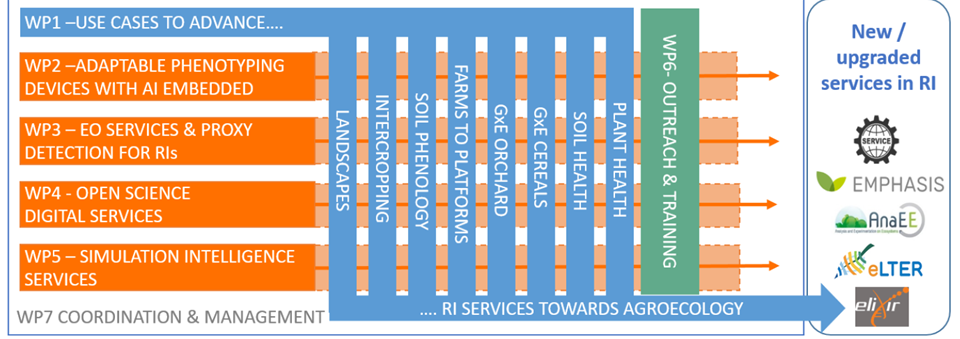 WP1 –USE CASES TO ADVANCE….
WP2 –ADAPTABLE PHENOTYPING
DEVICES WITH AI EMBEDDED
WP3 – EO SERVICES & PROXY
DETECTION FOR RIs
WP4 - OPEN SCIENCE
DIGITAL SERVICES
WP5 – SIMULATION INTELLIGENCE
SERVICES
WP7 COORDINATION & MANAGEMENT
LANDSCAPES
INTERCROPPING
SOIL PHENOLOGY
FARMS TO PLATFORMS
GxE ORCHARD
GxE CEREALS
SOIL HEALTH
PLANT HEALTH
WP6- OUTREACH & TRAINING
…. RI SERVICES TOWARDS AGROECOLOGY
New /
upgraded
services in RI
SERVICE
EMPHASIS
AnaEE
eLTER
elixir